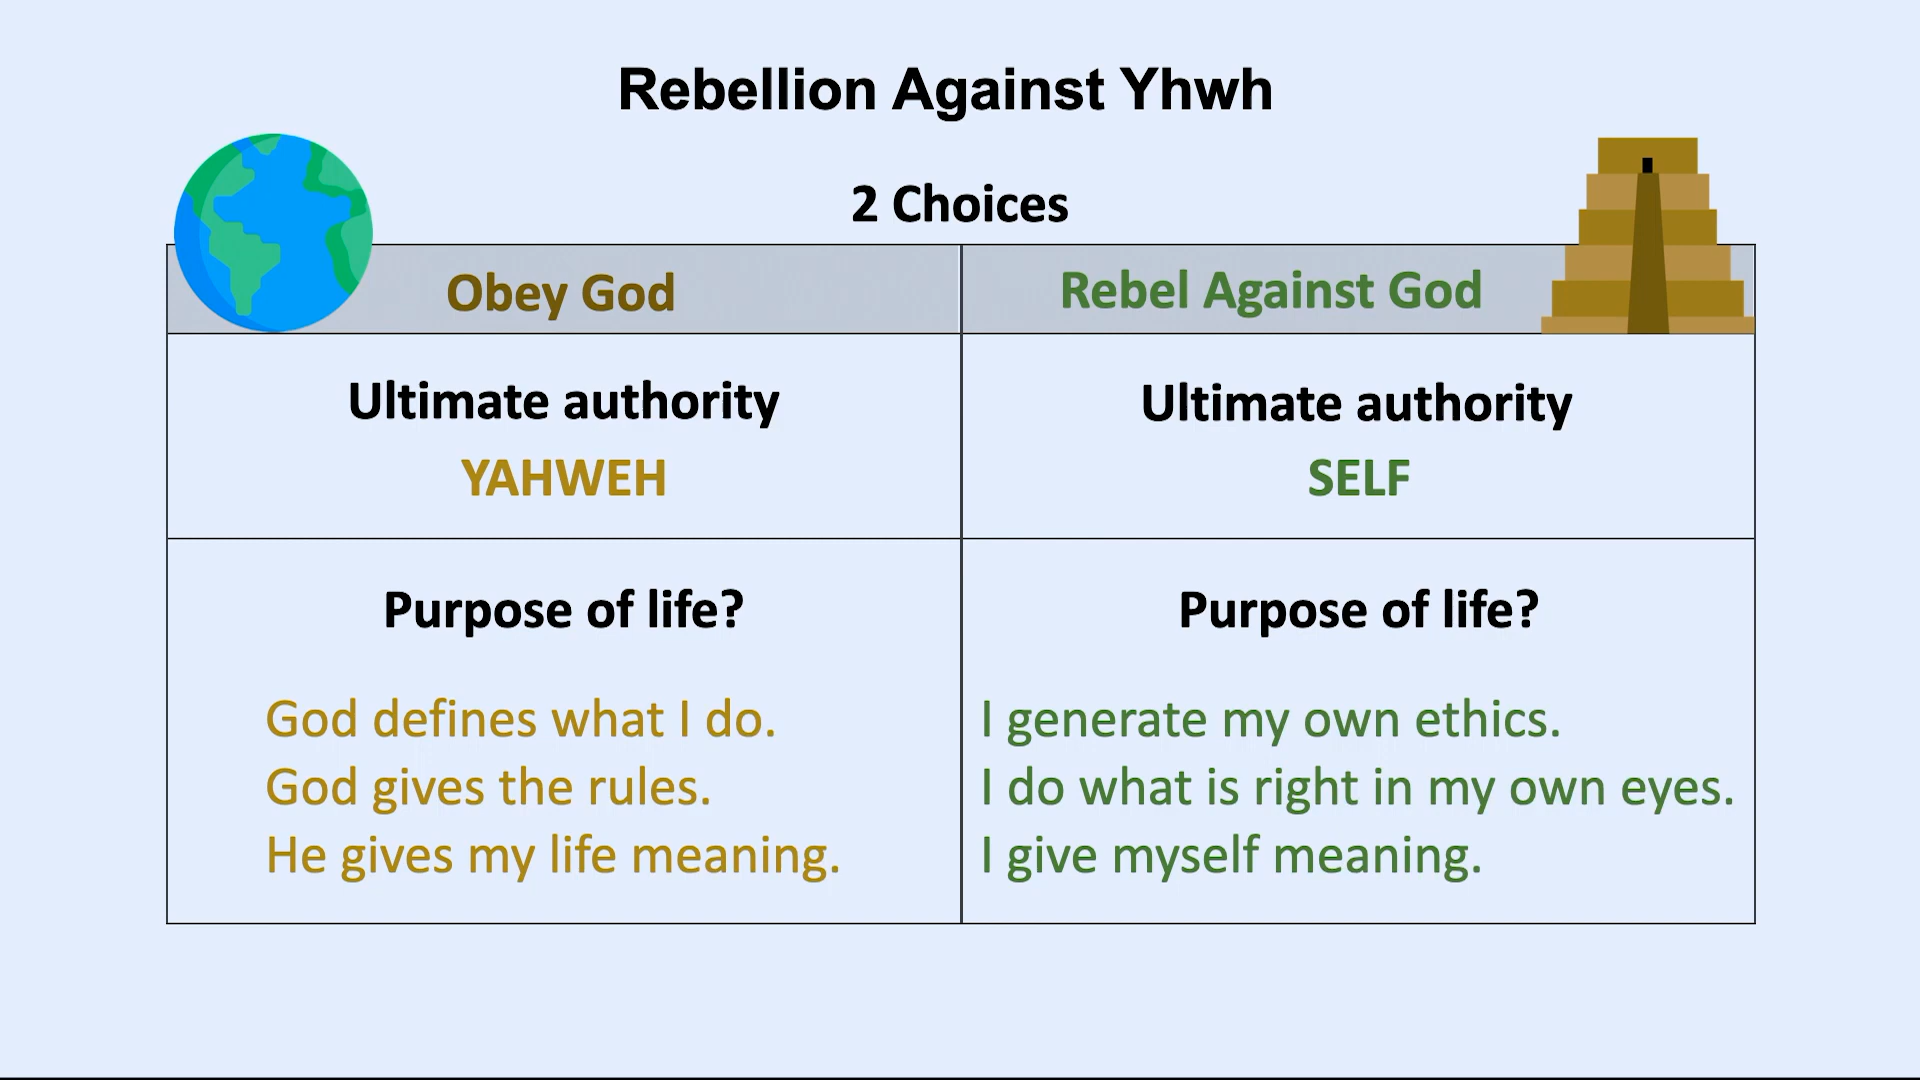 Rebellion Against Yhwh
2 Choices
Obey God
Rebel Against God
Ultimate authority
YAHWEH
Ultimate authority
SELF
Purpose of life?
God defines what I do.
God gives the rules.
He gives my life meaning.
Purpose of life?
I generate my own ethics.
I do what is right in my own eyes.
I give myself meaning.